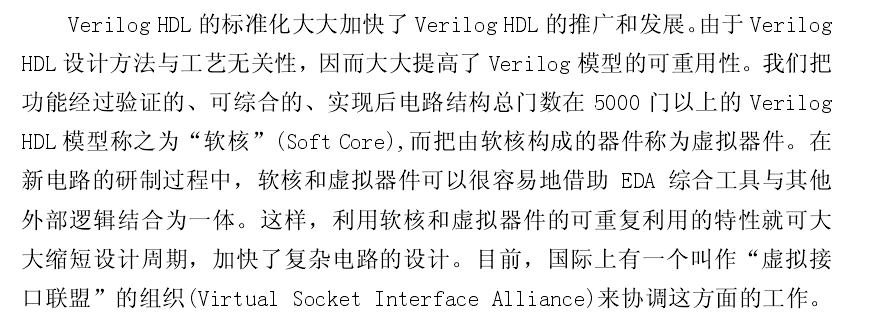 Verilog HDL 的标准化大大加快了 Verilog HDL 的推广和发展。由于 Verilog
HDL 设计方法与工艺无关性，因而大大提高了 Verilog 模型的可重用性。我们把
功能经过验证的、可综合的、实现后电路结构总门数在 5000 门以上的 Verilog
HDL 模型称之为“软核”(Soft Core),而把由软核构成的器件称为虚拟器件。在
新电路的研制过程中，软核和虚拟器件可以很容易地借助 EDA 综合工具与其他
外部逻辑结合为一体。这样，利用软核和虚拟器件的可重复利用的特性就可大
大缩短设计周期，加快了复杂电路的设计。目前，国际上有一个叫作“虚拟接
口联盟”的组织(Virtual Socket Interface Alliance)来协调这方面的工作。